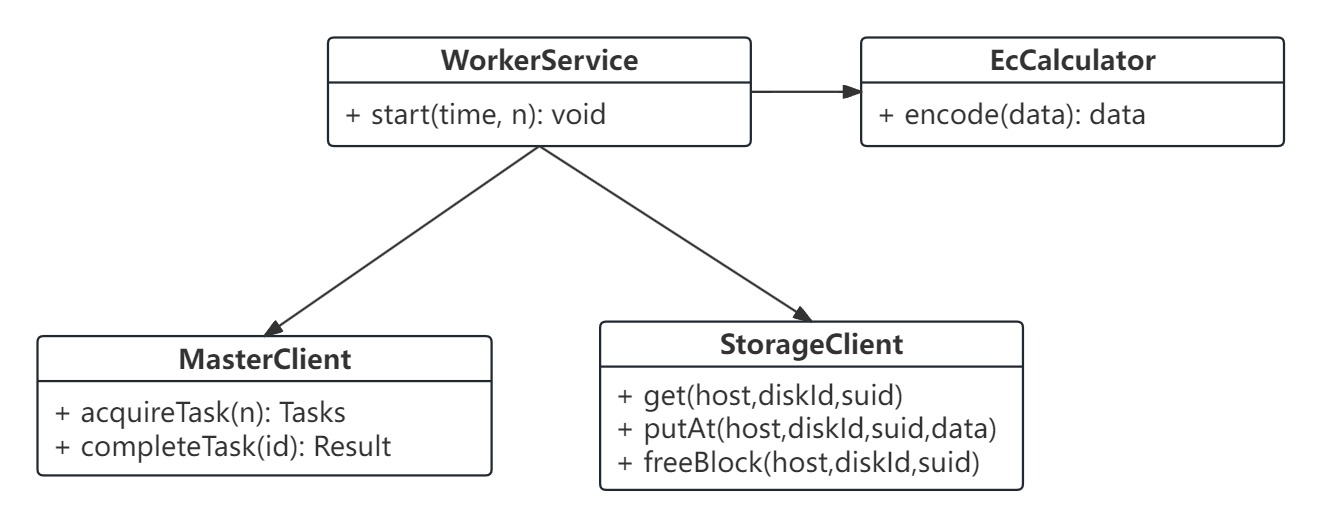 WorkerService
+ start(time, n): void
EcCalculator
+ encode(data): data
MasterClient
+ acquireTask(n): Tasks
+ completeTask(id): Result
StorageClient
+ get(host,diskId,suid)
+ putAt(host,diskId,suid,data)
+ freeBlock(host,diskId,suid)